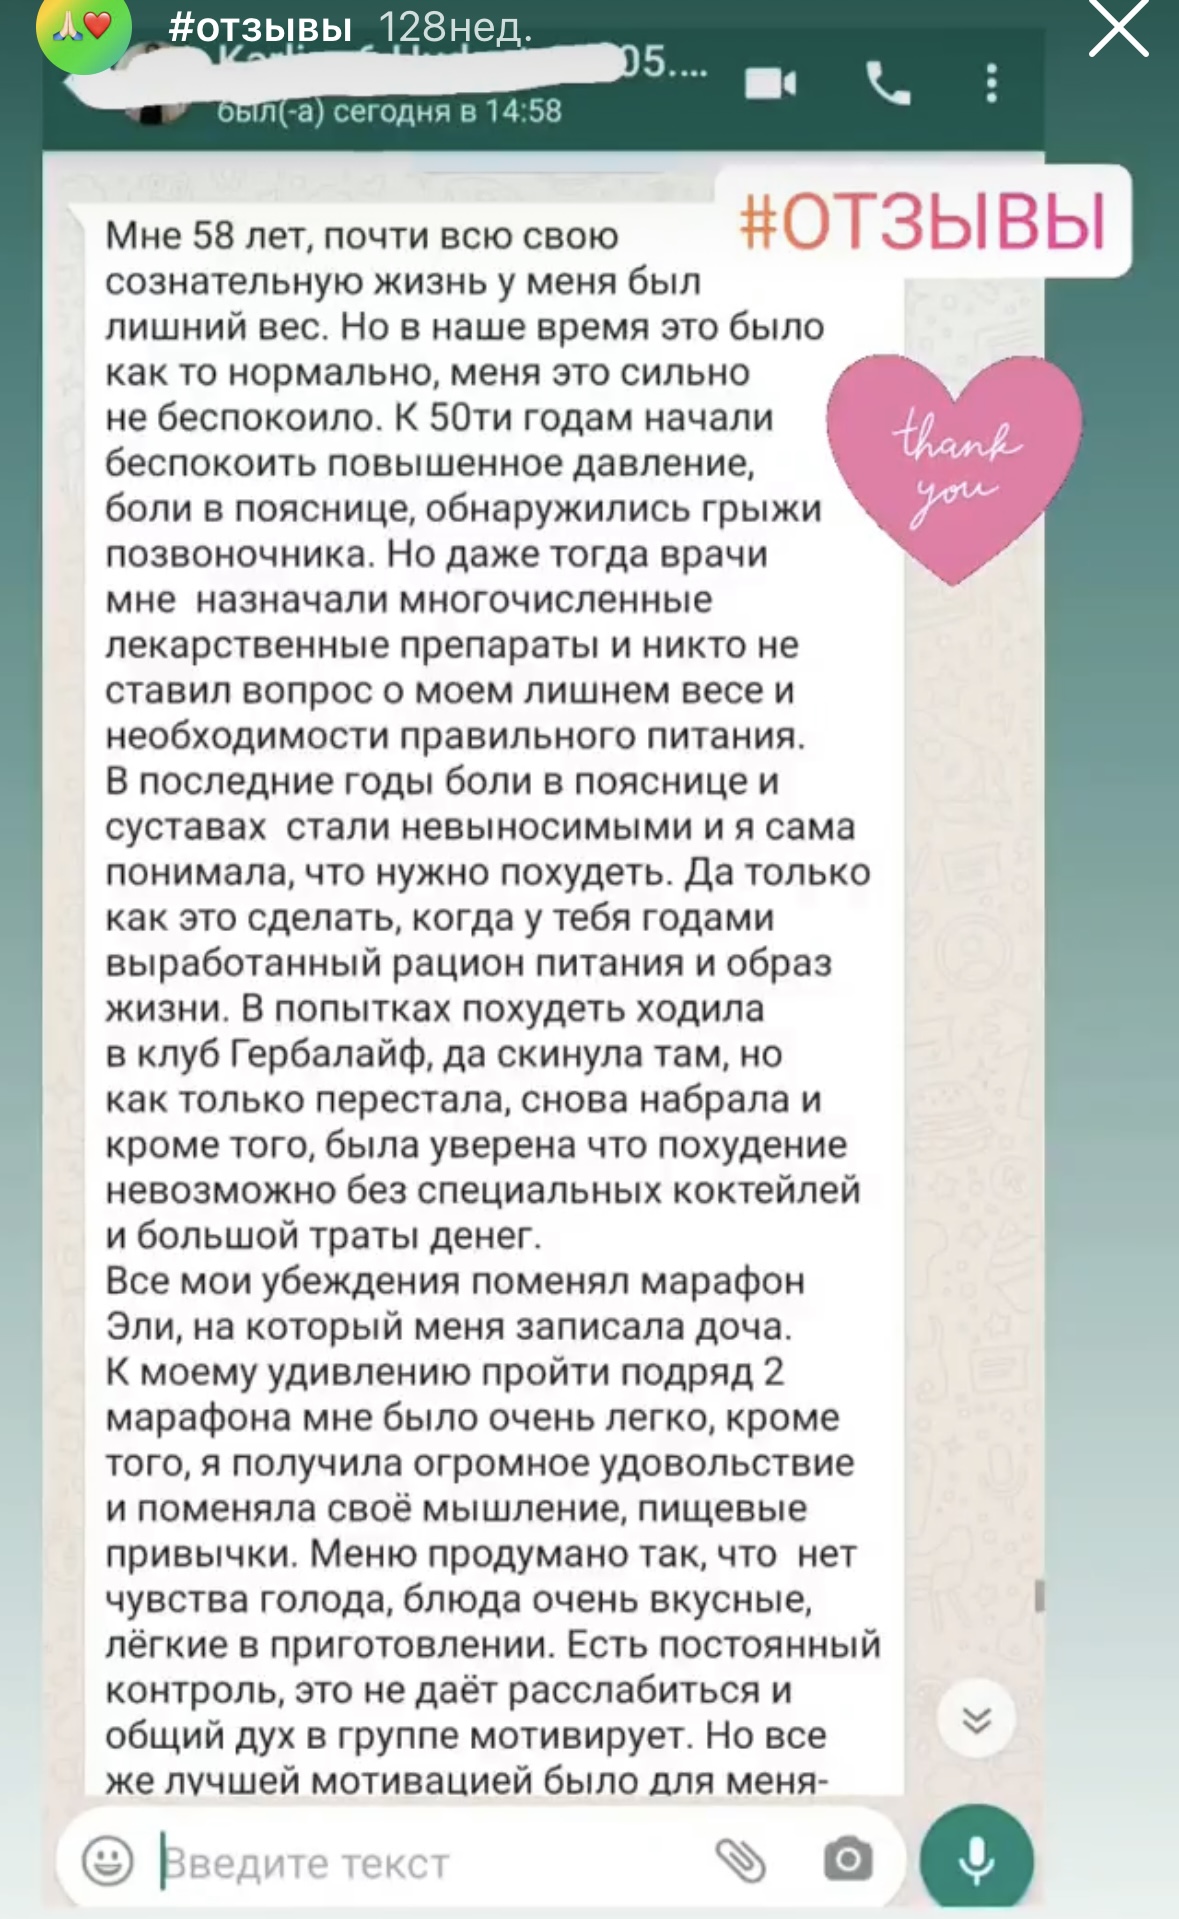 #отзывы 128нед.
05....
был(-а) сегодня в 14:58
#ОТЗЫВЫ
Мне 58 лет, почти всю свою
сознательную жизнь у меня был
лишний вес. Но в наше время это было
как то нормально, меня это сильно
не беспокоило. К 50ти годам начали
беспокоить повышенное давление,
боли в пояснице, обнаружились грыжи
позвоночника. Но даже тогда врачи
мне  назначали многочисленные
лекарственные препараты и никто не
ставил вопрос о моем лишнем весе и
необходимости правильного питания.
В последние годы боли в пояснице и
суставах  стали невыносимыми и я сама
понимала, что нужно похудеть. Да только
как это сделать, когда у тебя годами
выработанный рацион питания и образ
жизни. В попытках похудеть ходила
в клуб Гербалайф, да скинула там, но
как только перестала, снова набрала и
кроме того, была уверена что похудение
невозможно без специальных коктейлей
и большой траты денег.
Все мои убеждения поменял марафон
Эли, на который меня записала доча.
К моему удивлению пройти подряд 2
марафона мне было очень легко, кроме
того, я получила огромное удовольствие
и поменяла своё мышление, пищевые
привычки. Меню продумано так, что  нет
чувства голода, блюда очень вкусные,
лёгкие в приготовлении. Есть постоянный
контроль, это не даёт расслабиться и
общий дух в группе мотивирует. Но все
же лучшей мотивацией было для меня-
thank
you
Введите текст